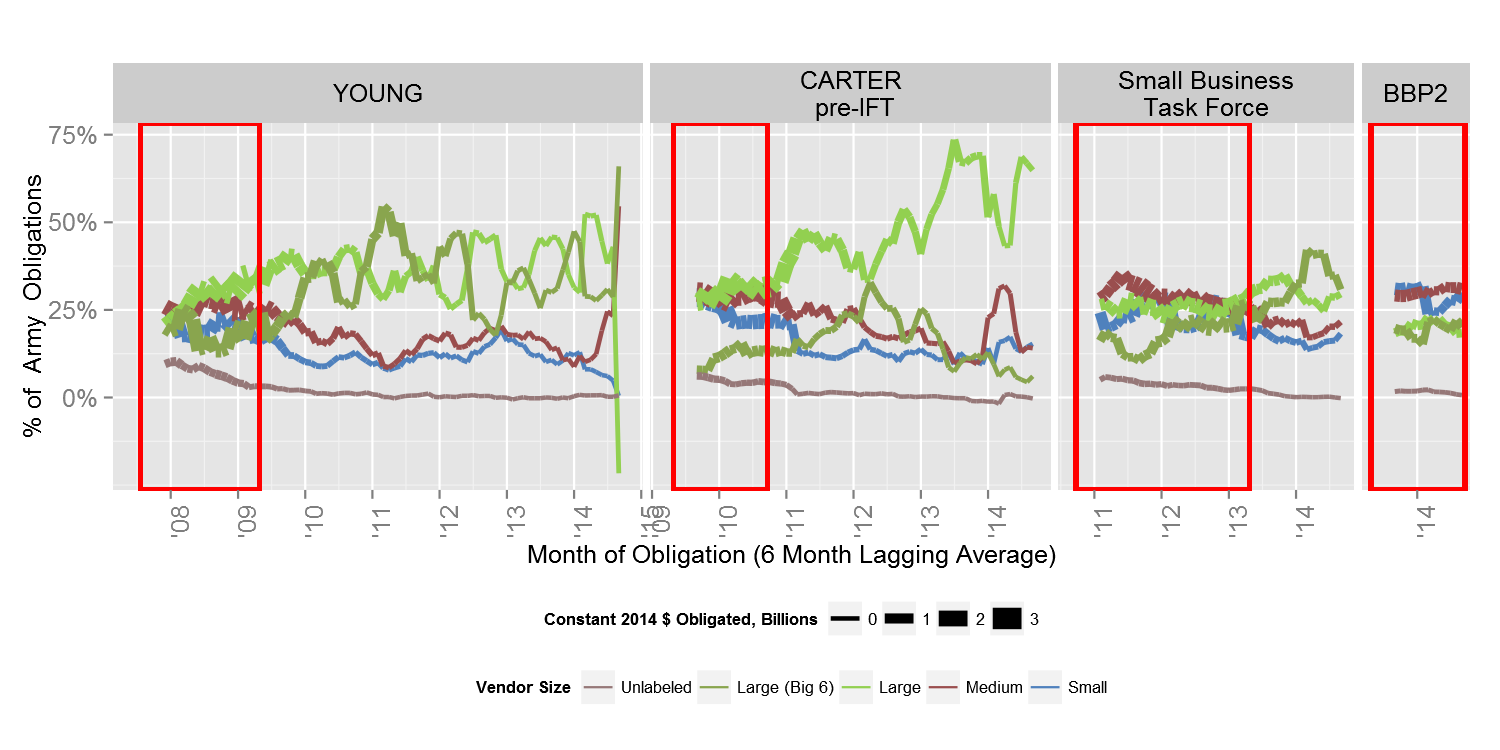 YOUNG
CARTER
pre-IFT
Small Business
Task Force
BBP2
75%
50%
25%
0%
% of Army Obligations
'08
'09
'10
'11
'12
'13
'14
'15
'09
'10
'11
'12
'13
'14
'11
'12
'13
'14
'14
Month of Obligation (6 Month Lagging Average)
Constant 2014 $ Obligated, Billions 0 1 2 3
Vendor Size Unlabeled Large (Big 6) Large Medium Small